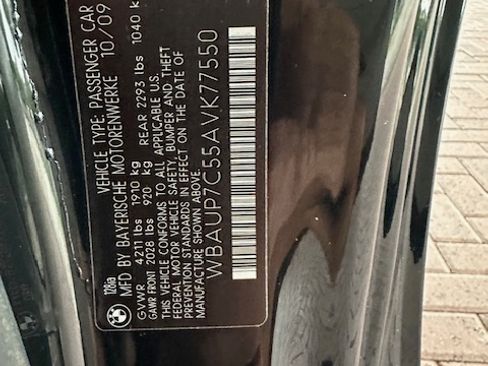 VEHICLE TYPE: PASSENGER CAR
128ia MFD BY BAYERISCHE MOTORENWERKE 10/09
GVWR 4211 lbs 1910 kg
GAWR FRONT 2028 lbs 920 kg REAR 2293 lbs 1040 k
THIS VEHICLE CONFORMS TO ALL APPLICABLE U.S.
FEDERAL MOTOR VEHICLE SAFETY, BUMPER AND THEFT
PREVENTION STANDARDS IN EFFECT ON THE DATE OF
MANUFACTURE SHOWN ABOVE.
WBAUP7C55AVK77550